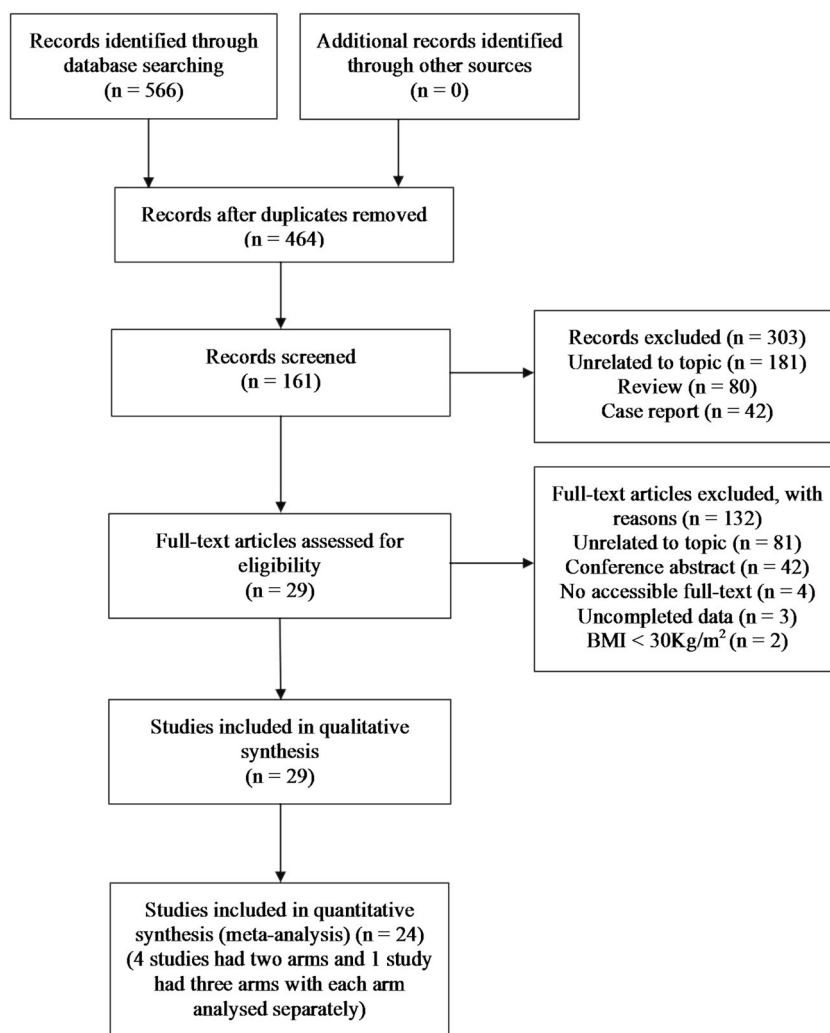 Records identified through
database searching
(n = 566)
Additional records identified
through other sources
(n = 0)
Records after duplicates removed
(n = 464)
Records screened
(n = 161)
Records excluded (n = 303)
Unrelated to topic (n = 181)
Review (n = 80)
Case report (n = 42)
Full-text articles assessed for
eligibility
(n = 29)
Full-text articles excluded, with
reasons (n = 132)
Unrelated to topic (n = 81)
Conference abstract (n = 42)
No accessible full-text (n = 4)
Uncompleted data (n = 3)
BMI < 30Kg/m² (n = 2)
Studies included in qualitative
synthesis
(n = 29)
Studies included in quantitative
synthesis (meta-analysis) (n = 24)
(4 studies had two arms and 1 study
had three arms with each arm
analysed separately)